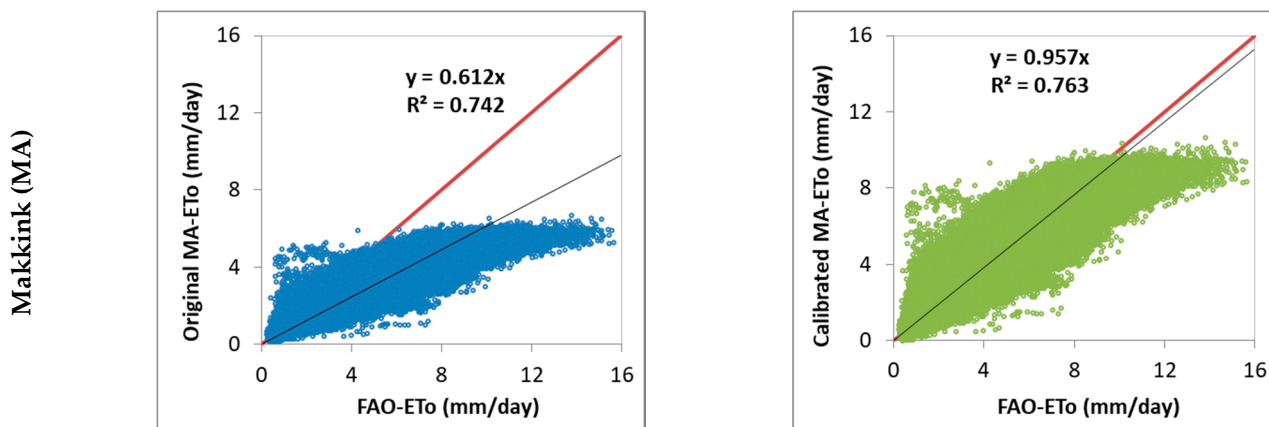 Makkink (MA)
Original MA-ETo (mm/day)
16
12
8
4
0
y = 0.612x
R² = 0.742
0 4 8 12 16
FAO-ETo (mm/day)
Calibrated MA-ETo (mm/day)
16
12
8
4
0
y = 0.957x
R² = 0.763
0 4 8 12 16
FAO-ETo (mm/day)